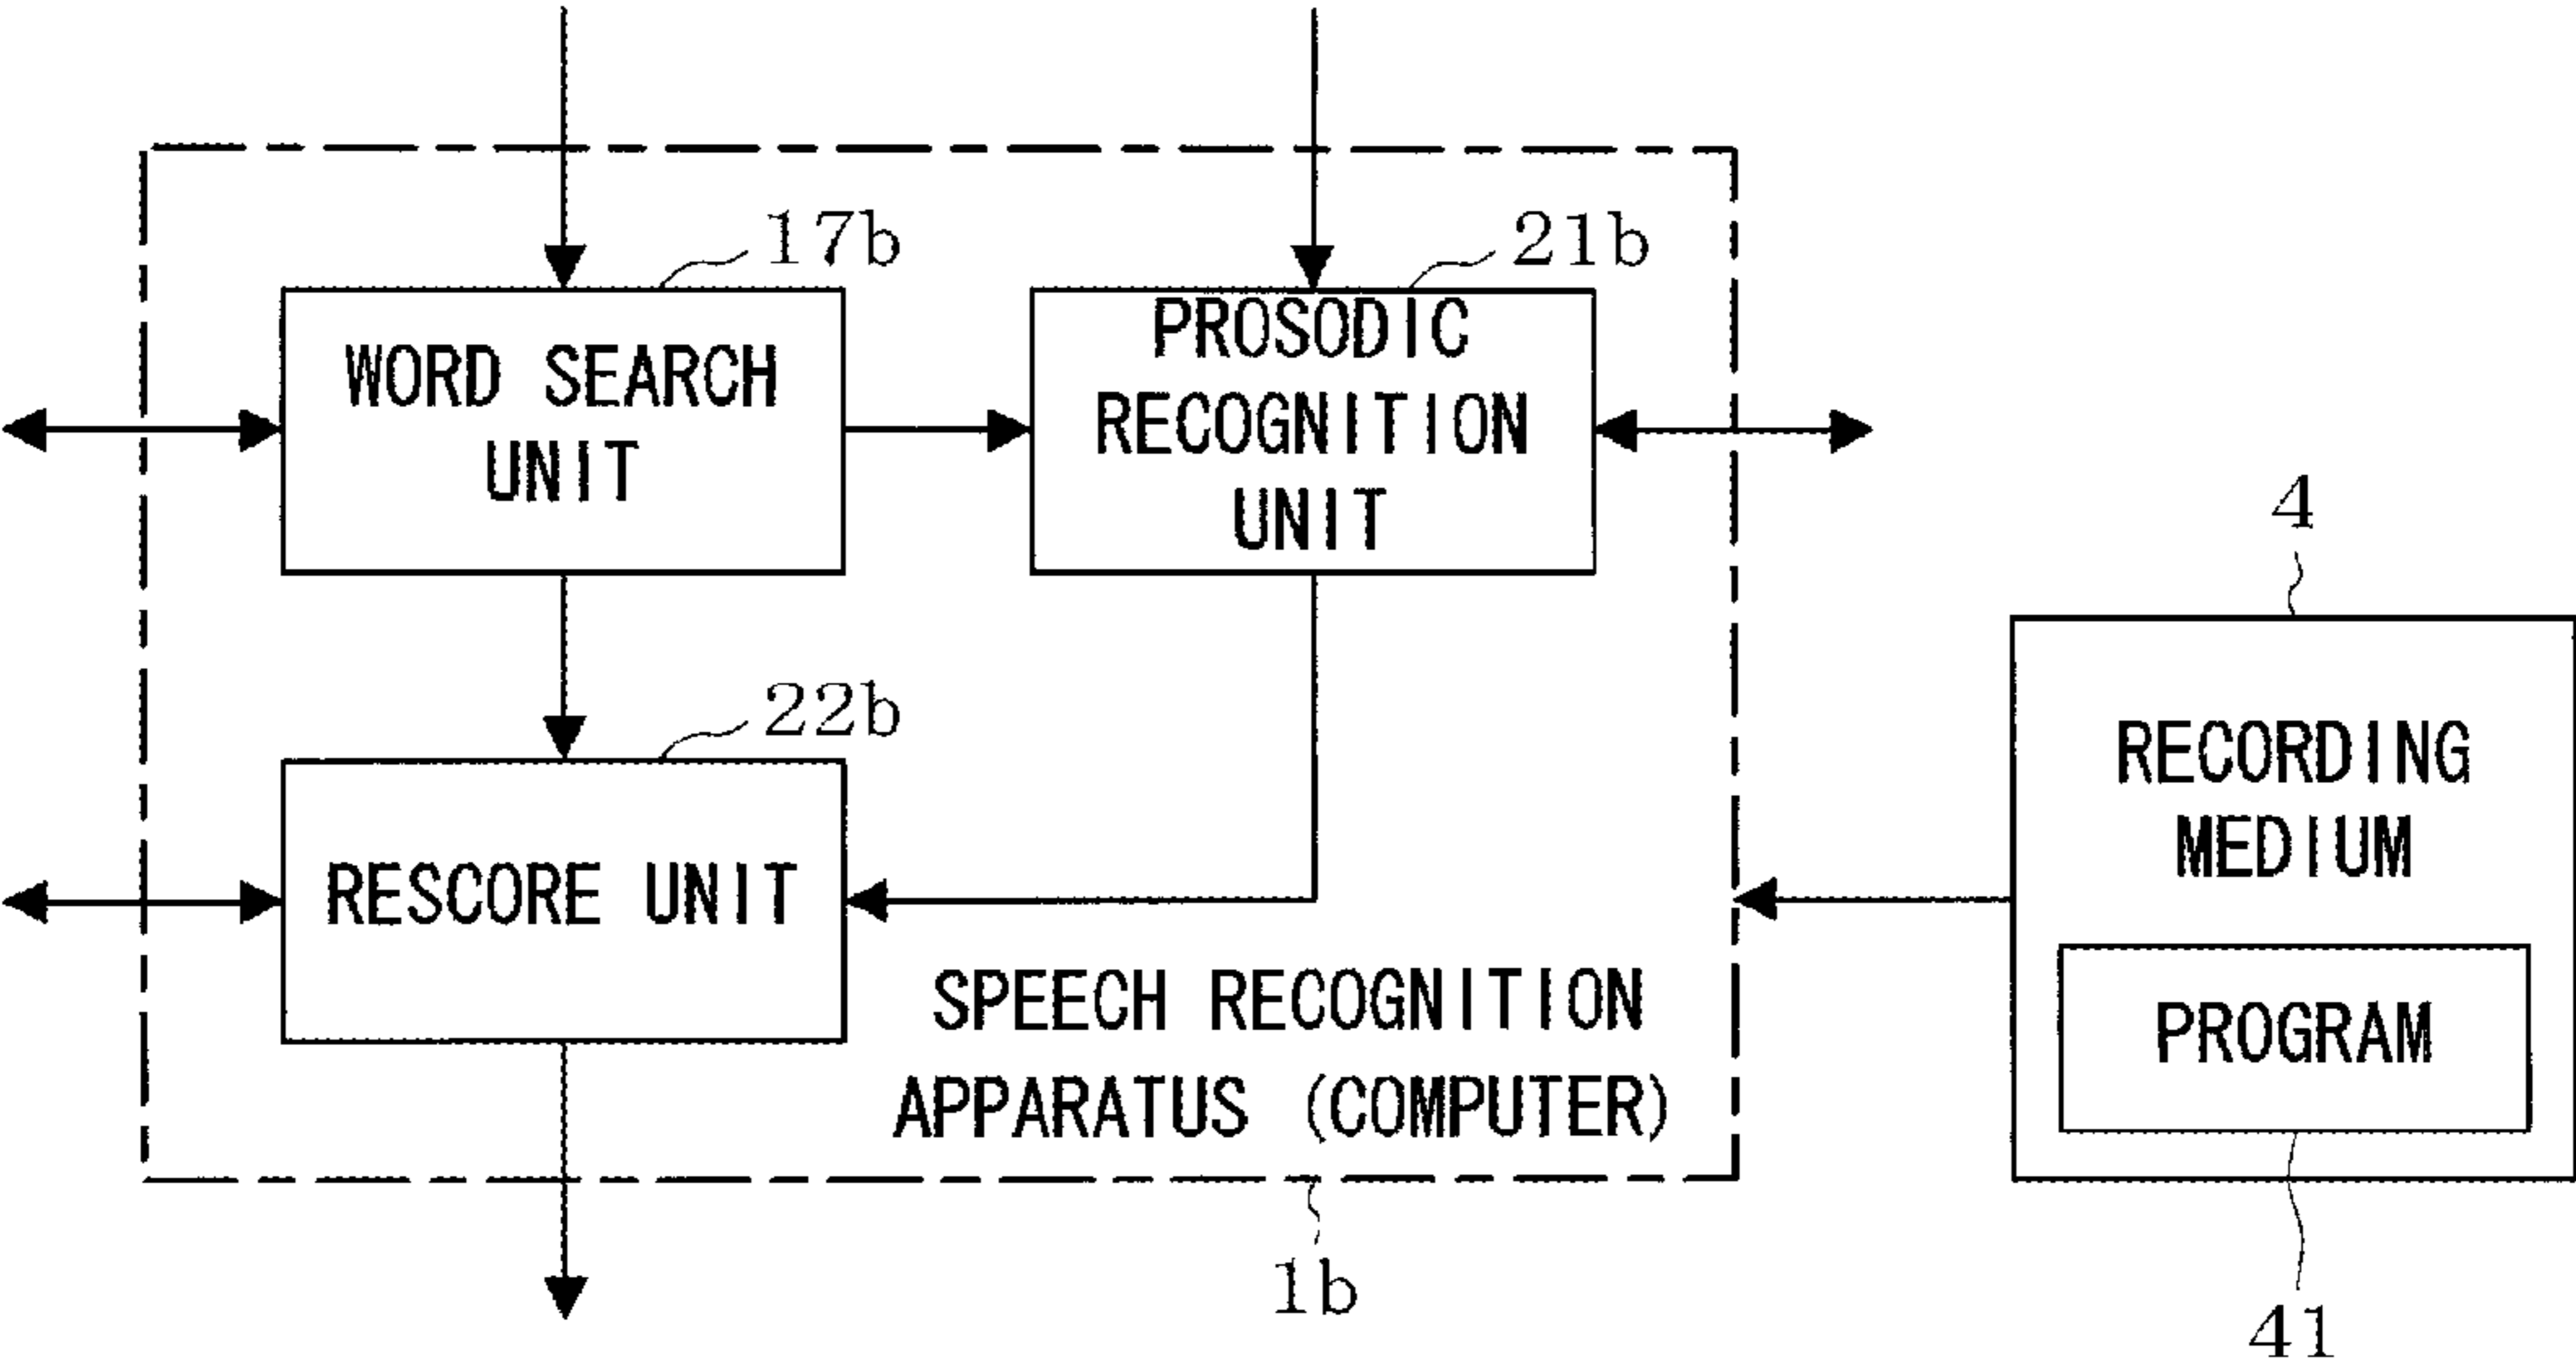 17b
21b
WORD SEARCH
UNIT
PROSODIC
RECOGNITION
UNIT
4
22b
RESCORE UNIT
RECORDING
MEDIUM
PROGRAM
SPEECH RECOGNITION
APPARATUS (COMPUTER)
1b
41